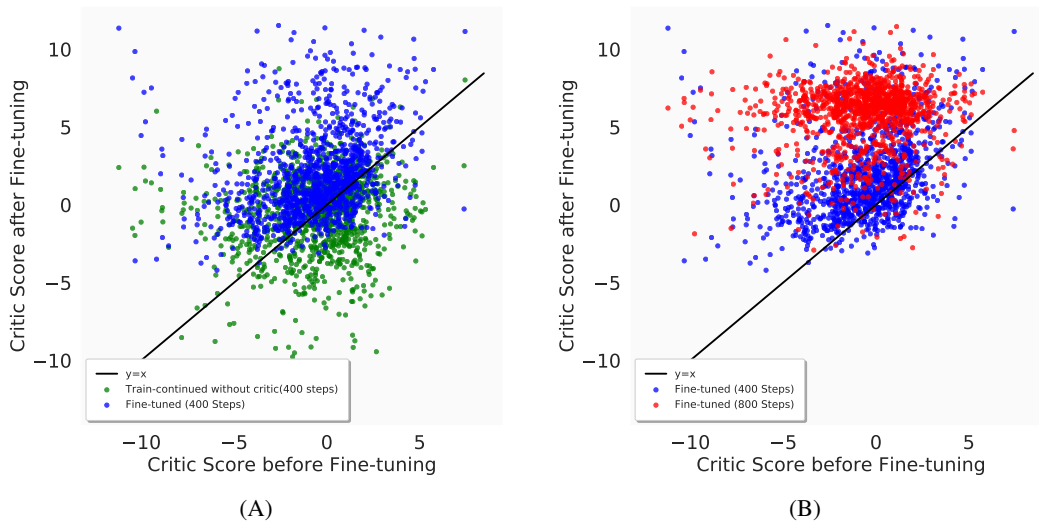 10
5
0
−5
−10
Critic Score after Fine-tuning
y=x
Train-continued without critic(400 steps)
Fine-tuned (400 Steps)
−10
−5
0
5
Critic Score before Fine-tuning
(A)
10
5
0
−5
−10
Critic Score after Fine-tuning
y=x
Fine-tuned (400 Steps)
Fine-tuned (800 Steps)
−10
−5
0
5
Critic Score before Fine-tuning
(B)